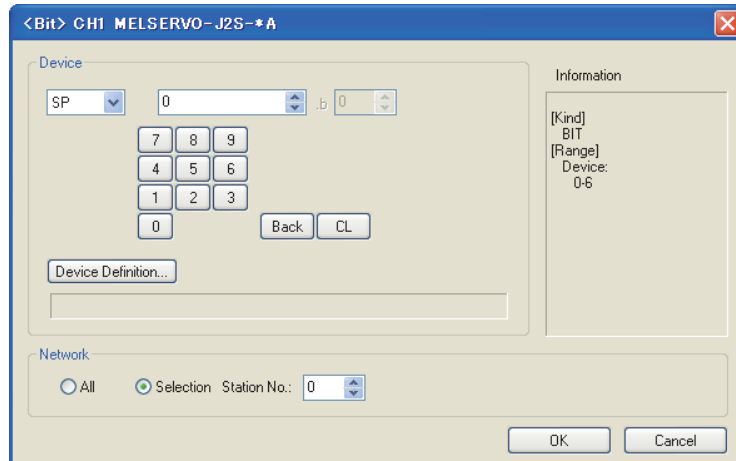 <Bit> CH1 MELSERVO-J2S-*A
Device
SP 0 .b 0
7 8 9
4 5 6
1 2 3
0 Back CL
Device Definition...
Information
[Kind]
BIT
[Range]
Device:
0-6
Network
All Selection Station No.: 0
OK Cancel